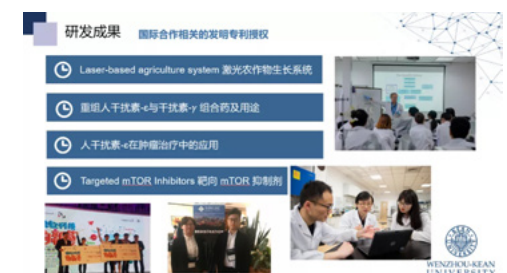 研发成果 国际合作相关的发明专利授权
Laser-based agriculture system 激光农作物生长系统
重组人干扰素-ε与干扰素-γ 组合药及用途
人干扰素-ε在肿瘤治疗中的应用
Targeted mTOR Inhibitors 靶向 mTOR 抑制剂
WENZHOU-KEAN
UNIVERSITY